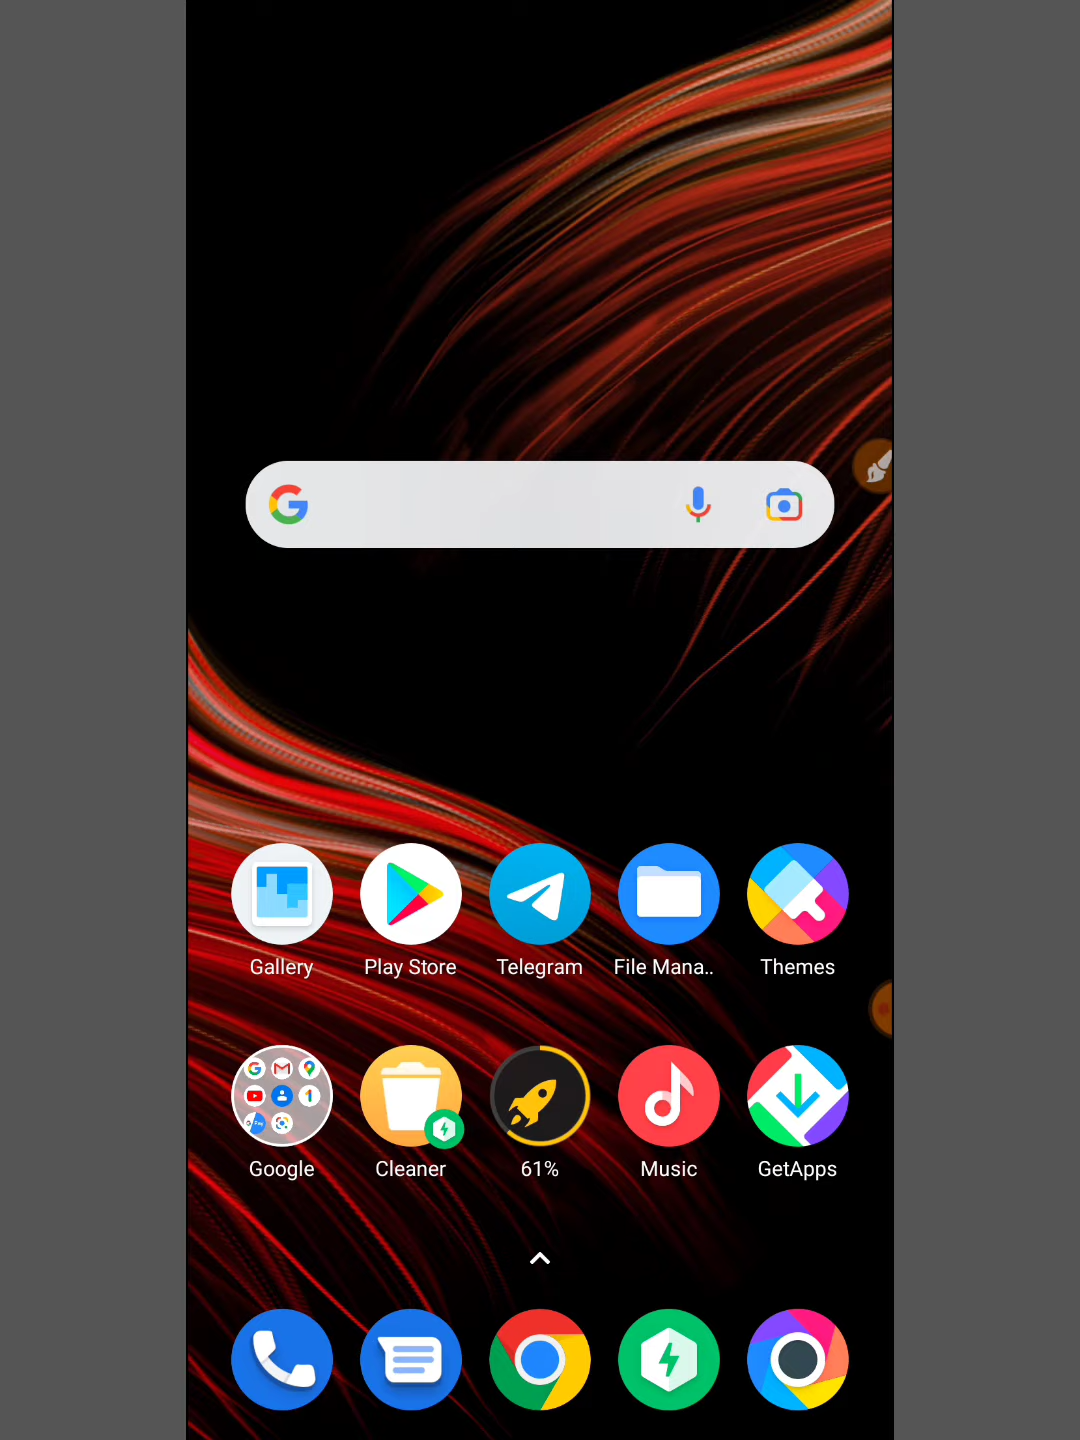 Gallery
Play Store
Telegram
File Mana..
Themes
Google
Cleaner
61%
Music
GetApps